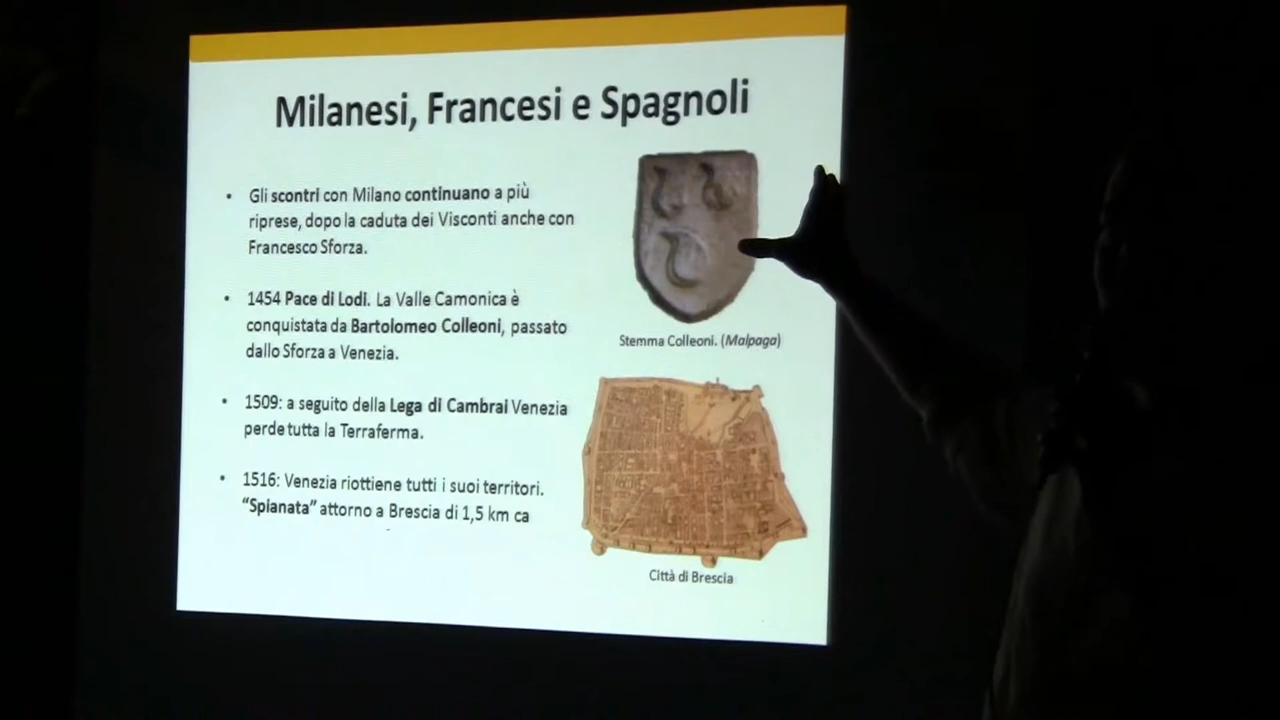 Milanesi, Francesi e Spagnoli
• Gli scontri con Milano continuano a più
riprese, dopo la caduta dei Visconti anche con
Francesco Sforza.
• 1454 Pace di Lodi. La Valle Camonica è
conquistata da Bartolomeo Colleoni, passato
dallo Sforza a Venezia.
• 1509: a seguito della Lega di Cambrai Venezia
perde tutta la Terraferma.
• 1516: Venezia riottiene tutti i suoi territori.
“Spianata” attorno a Brescia di 1,5 km ca
Stemma Colleoni. (Malpaga)
Città di Brescia